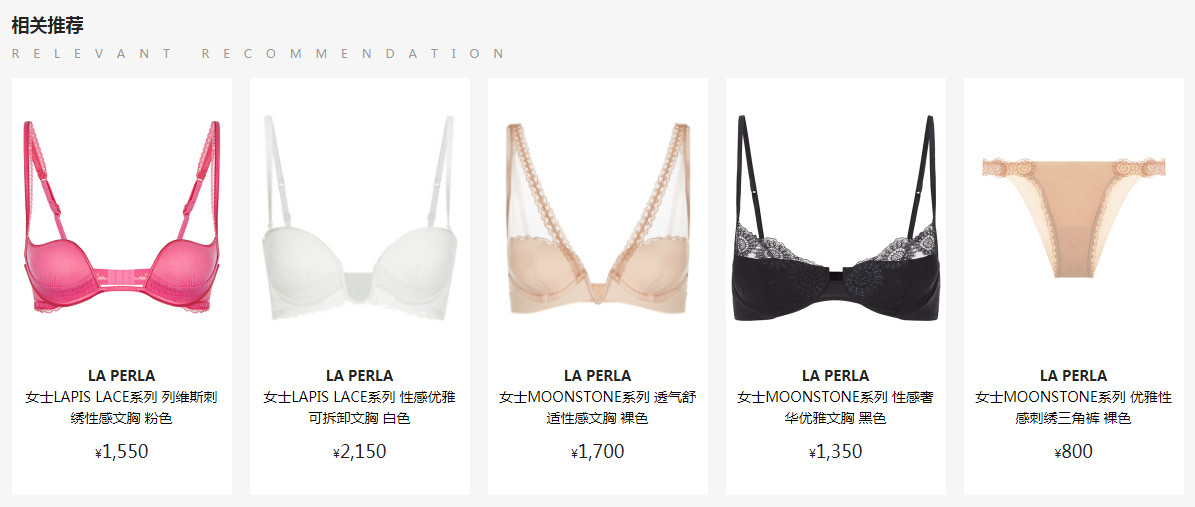 相关推荐
RELEVANT RECOMMENDATION
LA PERLA
女士LAPIS LACE系列 列维斯刺
绣性感文胸 粉色
¥1,550
LA PERLA
女士LAPIS LACE系列 性感优雅
可拆卸文胸 白色
¥2,150
LA PERLA
女士MOONSTONE系列 透气舒
适性感文胸 裸色
¥1,700
LA PERLA
女士MOONSTONE系列 性感奢
华优雅文胸 黑色
¥1,350
LA PERLA
女士MOONSTONE系列 优雅性
感刺绣三角裤 裸色
¥800